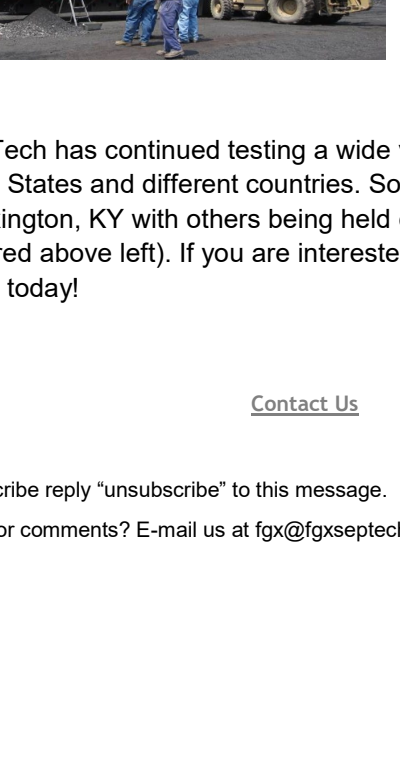 Tech has continued testing a wide
States and different countries. So
ington, KY with others being held
red above left). If you are intereste
today!
Contact Us
cribe reply “unsubscribe” to this message.
or comments? E-mail us at fgx@fgxseptech